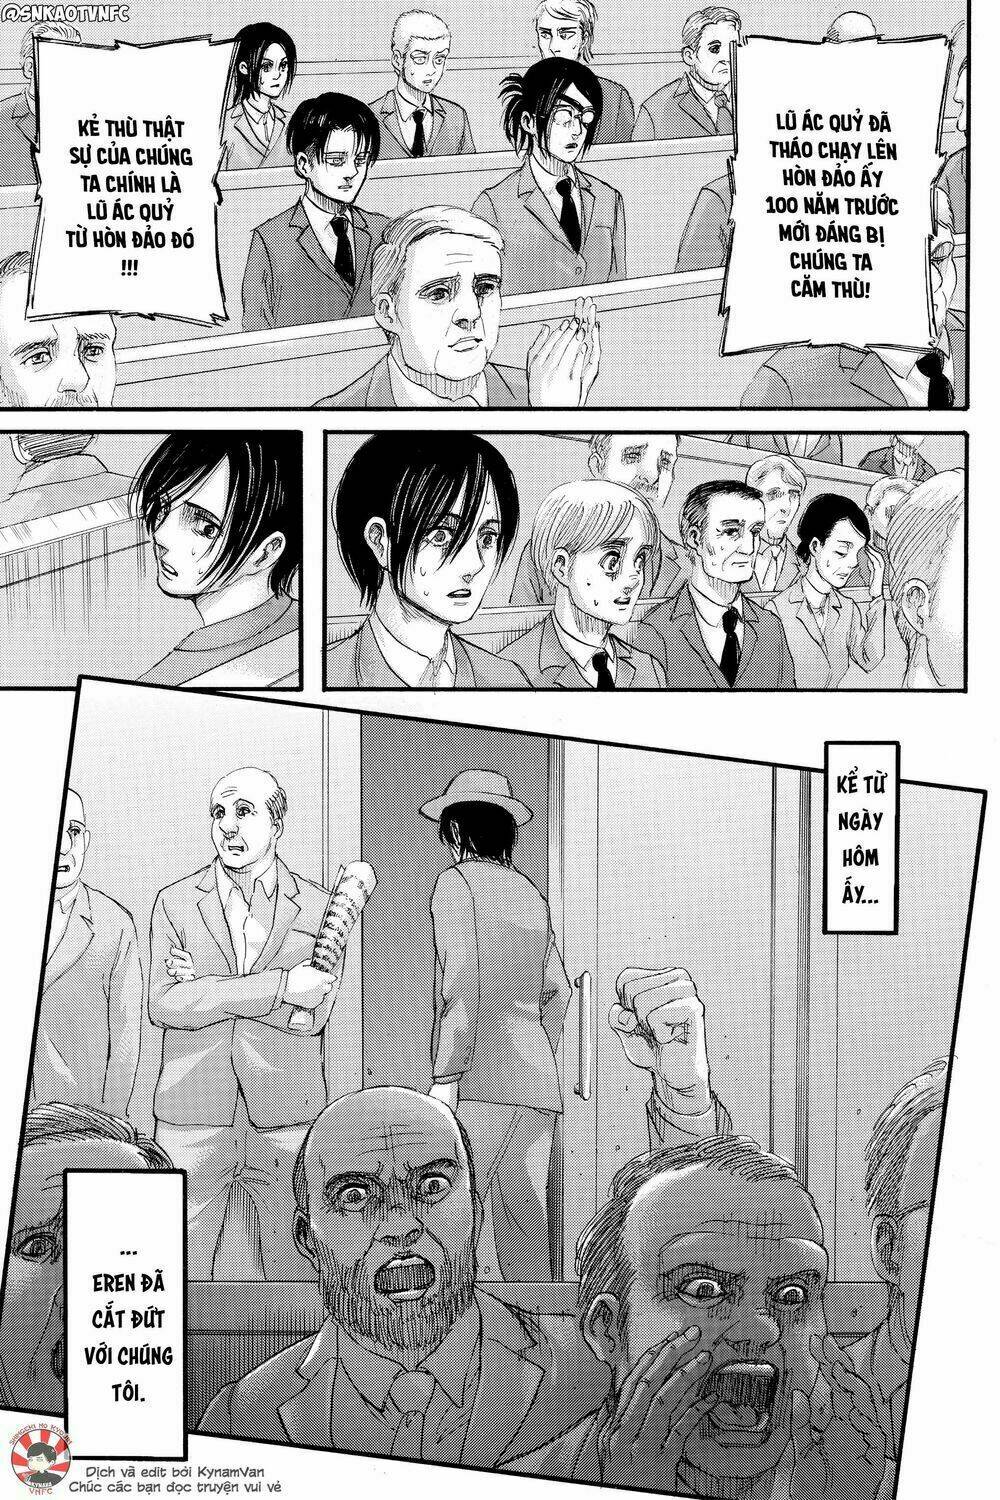 @SNKAOTVNFC
LŨ ÁC QUỶ ĐÃ
THÁO CHẠY LÊN
HÒN ĐẢO ẤY
100 NĂM TRƯỚC
MỚI ĐÁNG BỊ
CHÚNG TA
CĂM THÙ!
KẺ THÙ THẬT
SỰ CỦA CHÚNG
TA CHÍNH LÀ
LŨ ÁC QUỶ
TỪ HÒN ĐẢO ĐÓ
!!!
KỂ TỪ
NGÀY
HÔM
ẤY...
...
EREN ĐÃ
CẮT ĐỨT
VỚI CHÚNG
TÔI.
VNFC
Dịch và edit bởi KynamVan
Chúc các bạn đọc truyện vui vẻ